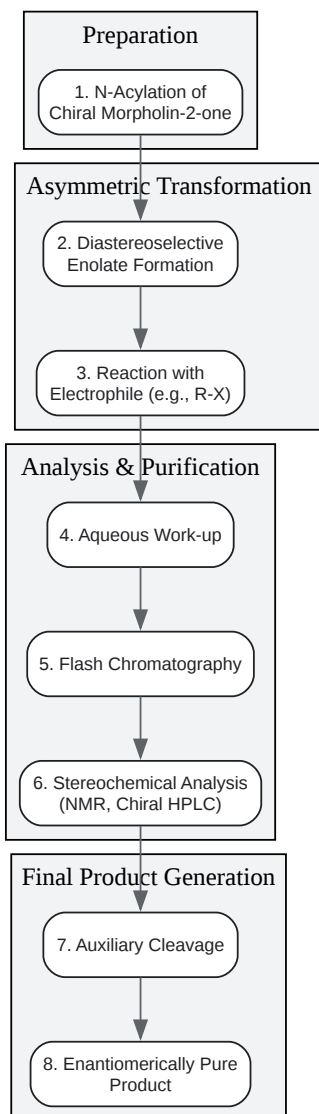 Preparation
1. N-Acylation of
Chiral Morpholin-2-one
Asymmetric Transformation
2. Diastereoselective
Enolate Formation
3. Reaction with
Electrophile (e.g., R-X)
Analysis & Purification
4. Aqueous Work-up
5. Flash Chromatography
6. Stereochemical Analysis
(NMR, Chiral HPLC)
Final Product Generation
7. Auxiliary Cleavage
8. Enantiomerically Pure
Product